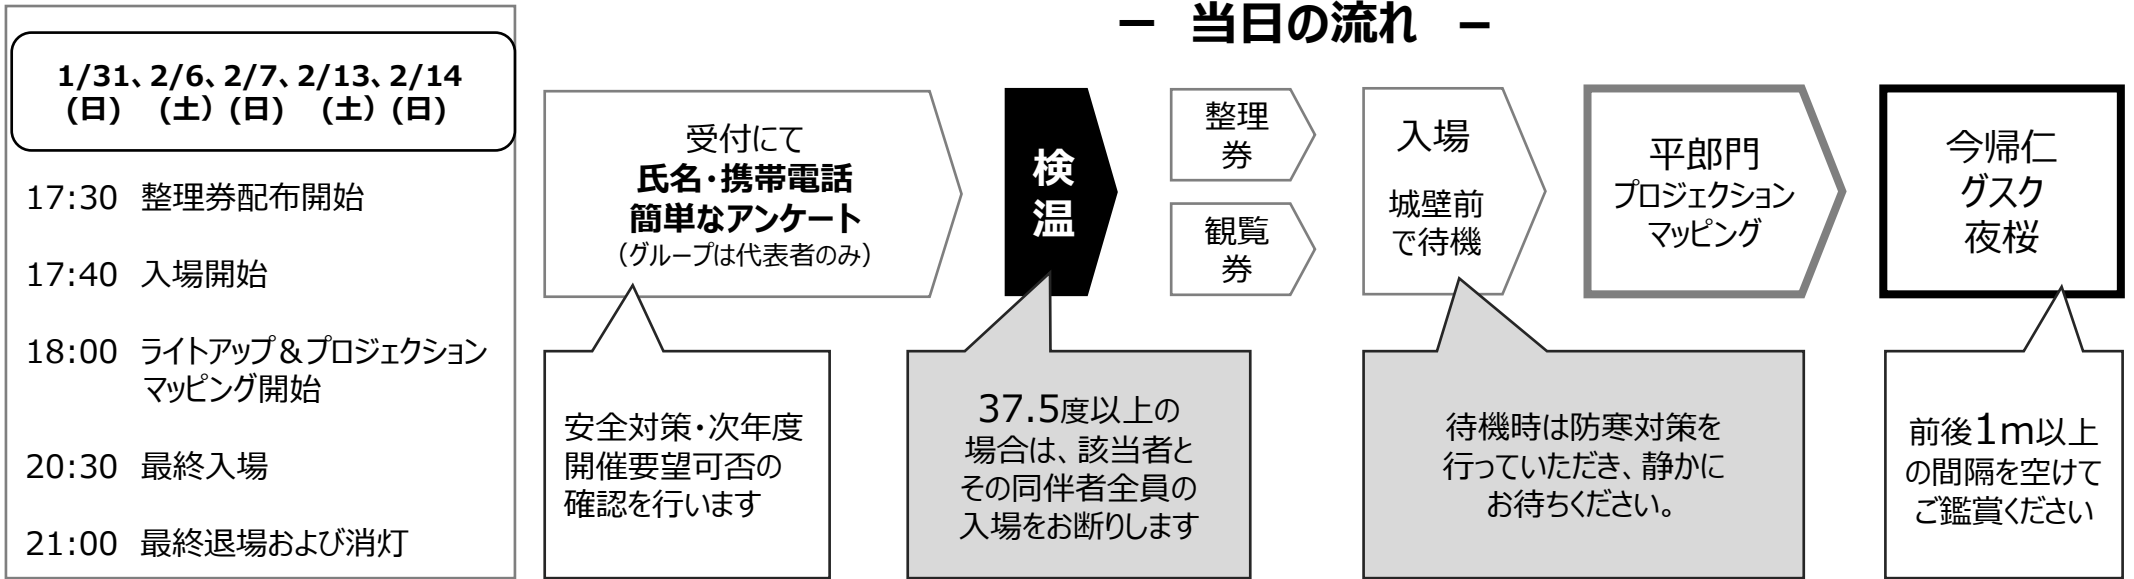 － 当日の流れ －
1/31、2/6、2/7、2/13、2/14
(日) (土) (日) (土) (日)
17:30 整理券配布開始
17:40 入場開始
18:00 ライトアップ＆プロジェクション
マッピング開始
20:30 最終入場
21:00 最終退場および消灯
受付にて
氏名・携帯電話
簡単なアンケート
（グループは代表者のみ）
検
温
整理
券
観覧
券
入場
城壁前
で待機
平郎門
プロジェクション
マッピング
今帰仁
グスク
夜桜
安全対策・次年度
開催要望可否の
確認を行います
37.5度以上の
場合は、該当者と
その同伴者全員の
入場をお断りします
待機時は防寒対策を
行っていただき、静かに
お待ちください。
前後1m以上
の間隔を空けて
ご鑑賞ください